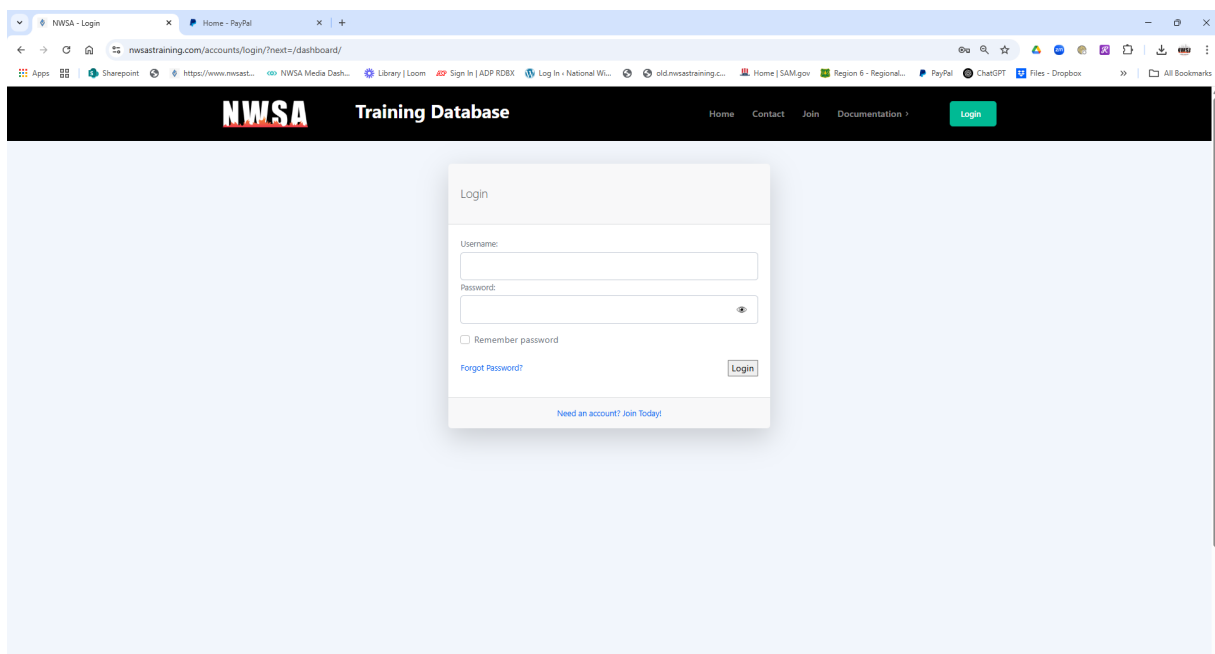 NWSA - Login
Home - PayPal
nwsastraining.com/accounts/login/?next=/dashboard/
Apps
Sharepoint
https://www.nwsast...
NWSA Media Dash...
Library | Loom
ADP Sign In | ADP RDBX
Log In ‹ National Wi...
old.nwsastraining.c...
Home | SAM.gov
Region 6 - Regional...
PayPal
ChatGPT
Files - Dropbox
All Bookmarks
NWSA
Training Database
Home
Contact
Join
Documentation ›
Login
Login
Username:
Password:
Remember password
Forgot Password?
Login
Need an account? Join Today!